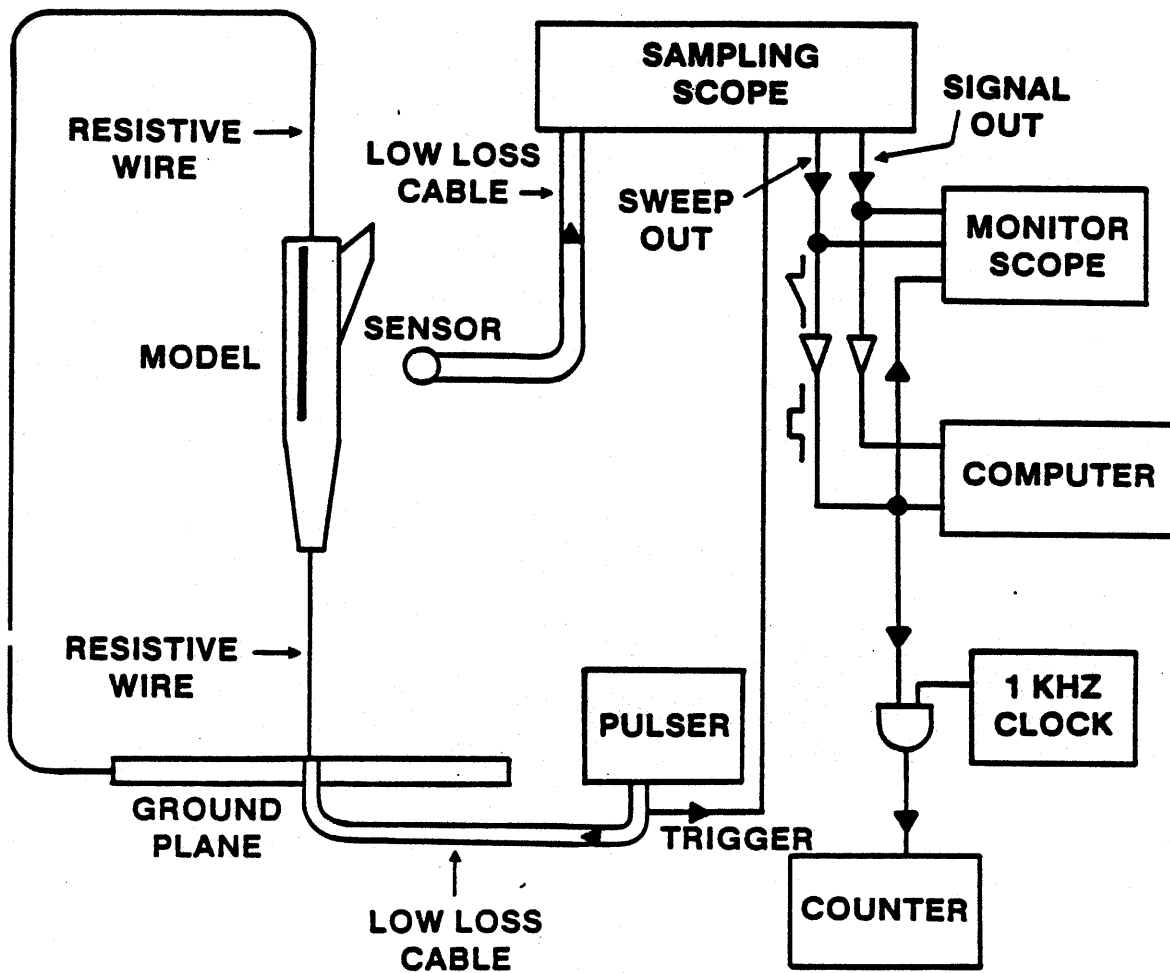 SAMPLING
SCOPE
SIGNAL
OUT
RESISTIVE
WIRE
LOW LOSS
CABLE
SWEEP
OUT
MONITOR
SCOPE
SENSOR
MODEL
COMPUTER
RESISTIVE
WIRE
PULSER
1 KHZ
CLOCK
GROUND
PLANE
TRIGGER
LOW LOSS
CABLE
COUNTER